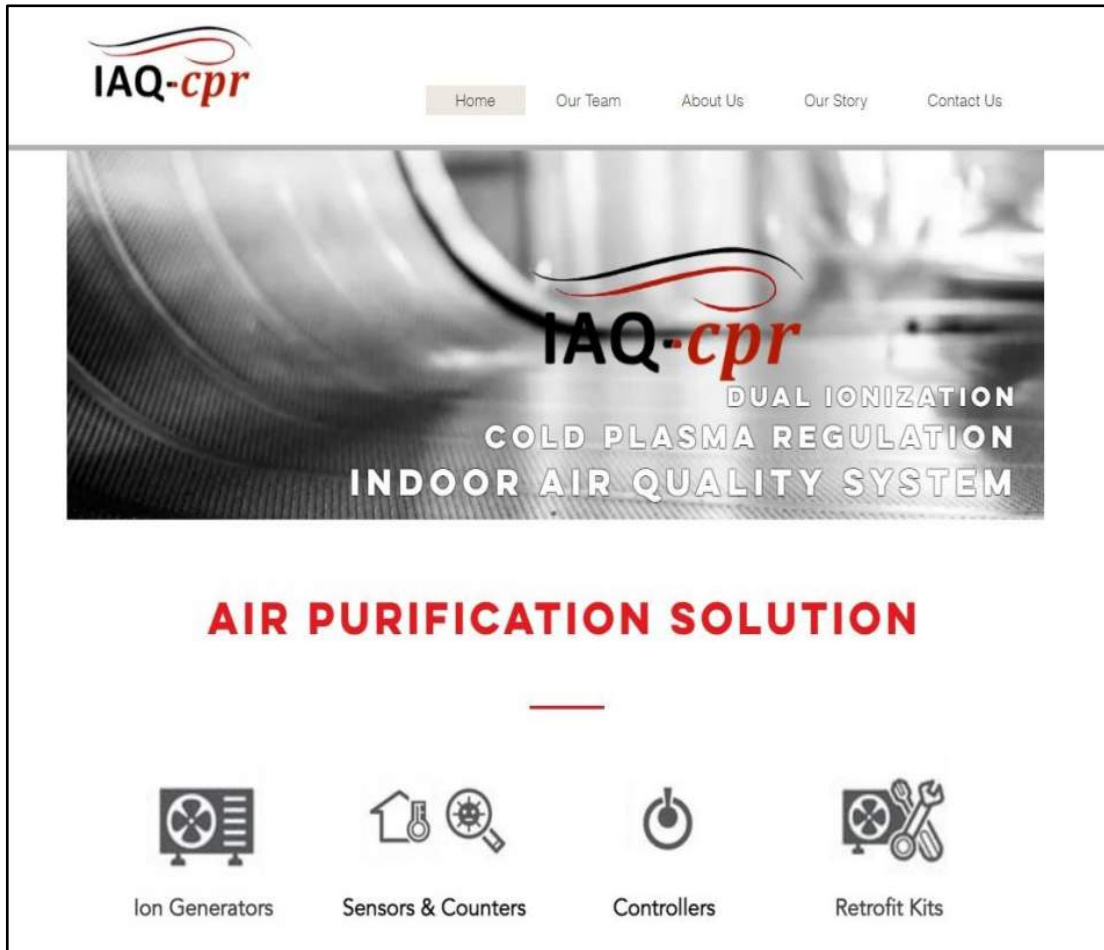 IAQ-cpr
Home Our Team About Us Our Story Contact Us
IAQ-cpr
DUAL IONIZATION
COLD PLASMA REGULATION
INDOOR AIR QUALITY SYSTEM
AIR PURIFICATION SOLUTION
Ion Generators Sensors & Counters Controllers Retrofit Kits